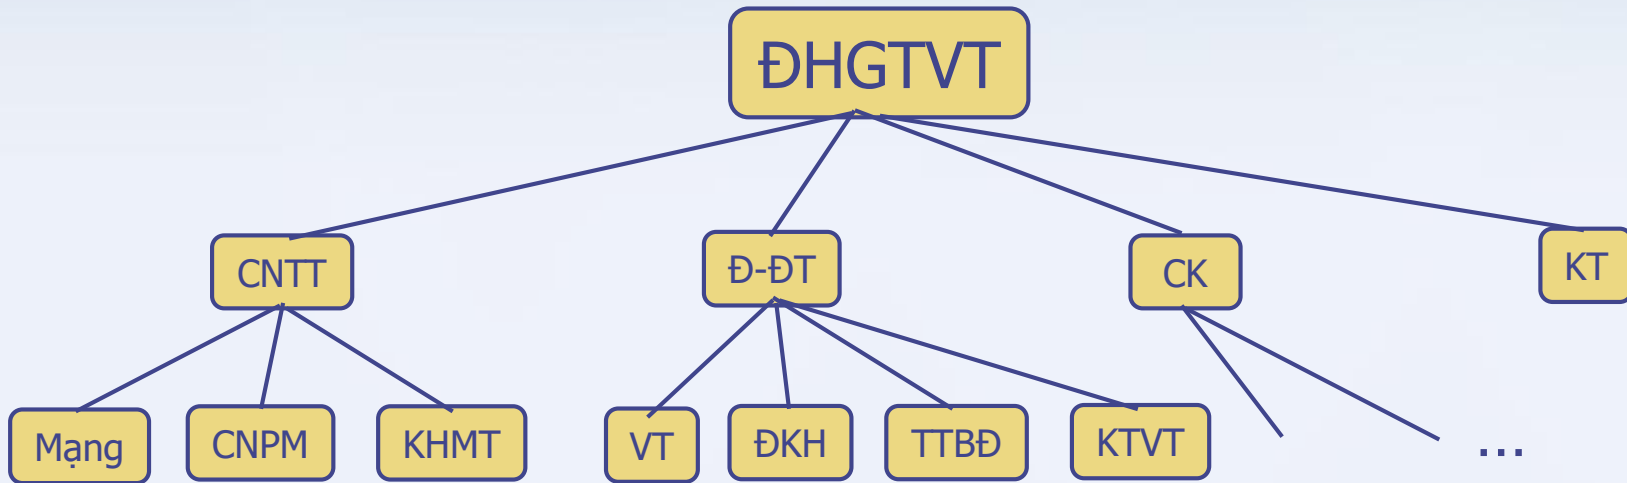 ĐHGTVT
CNTT
Đ-ĐT
CK
KT
Mạng
CNPM
KHMT
VT
ĐKH
TTBĐ
KTVT
...